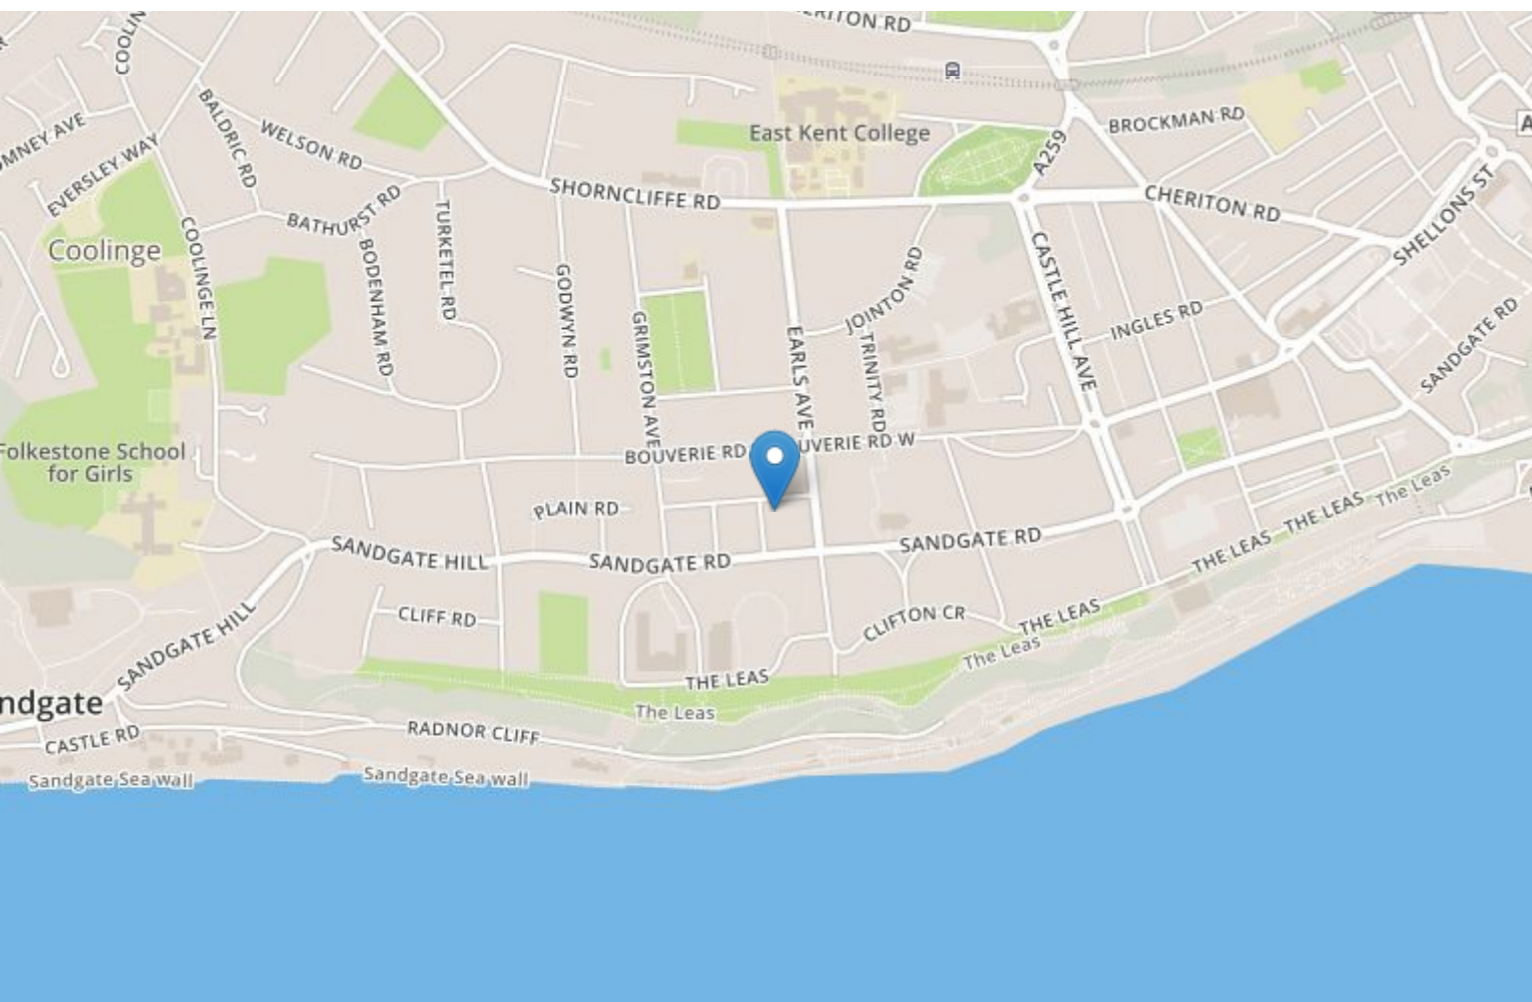 COOLIN
ERITON RD
OMNEY AVE
EVERSLEY WAY
BALDRIC RD
WELSON RD
BATHURST RD
East Kent College
A259
BROCKMAN RD
A
SHORNCLIFFE RD
CHERITON RD
SHELLONS ST
Coolinge
COOLINGE LN
BODENHAM RD
TURKETEL RD
GODWYN RD
GRIMSTON AVE
EARLS AVE
JOINTON RD
TRINITY RD
CASTLE HILL AVE
INGLES RD
SANDGATE RD
Folkestone School
for Girls
BOUVERIE RD
UVERIE RD W
PLAIN RD
SANDGATE HILL
SANDGATE RD
SANDGATE RD
THE LEAS
THE LEAS
The Leas
SANDGATE HILL
CLIFF RD
CLIFTON CR
THE LEAS
The Leas
THE LEAS
The Leas
ndgate
CASTLE RD
RADNOR CLIFF
Sandgate Sea wall
Sandgate Sea wall